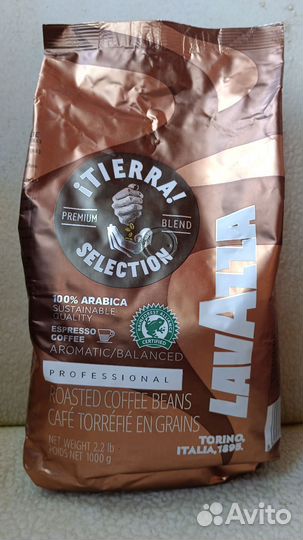 ¡TIERRA!
PREMIUM BLEND
SELECTION
100% ARABICA
SUSTAINABLE
QUALITY
ESPRESSO
COFFEE
AROMATIC/BALANCED
CERTIFIED
PROFESSIONAL
ROASTED COFFEE BEANS
CAFÉ TORRÉFIÉ EN GRAINS
NET WEIGHT 2.2 lb
POIDS NET 1000 g
LAVAZZA
TORINO,
ITALIA, 1895.
Avito